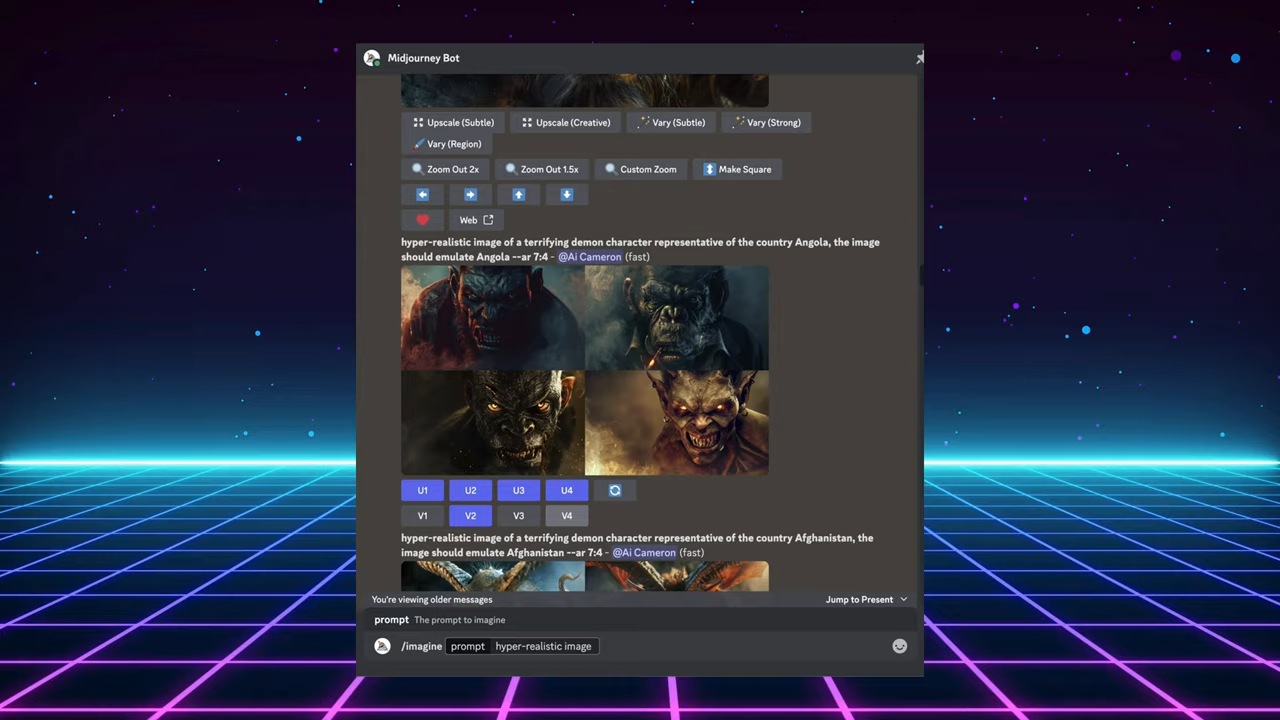 Midjourney Bot
Upscale (Subtle) Upscale (Creative) Vary (Subtle) Vary (Strong)
Vary (Region)
Zoom Out 2x Zoom Out 1.5x Custom Zoom Make Square
Web
hyper-realistic image of a terrifying demon character representative of the country Angola, the image
should emulate Angola --ar 7:4 - @Ai Cameron (fast)
U1 U2 U3 U4
V1 V2 V3 V4
hyper-realistic image of a terrifying demon character representative of the country Afghanistan, the
image should emulate Afghanistan --ar 7:4 - @Ai Cameron (fast)
You're viewing older messages Jump to Present
prompt The prompt to imagine
/imagine prompt hyper-realistic image